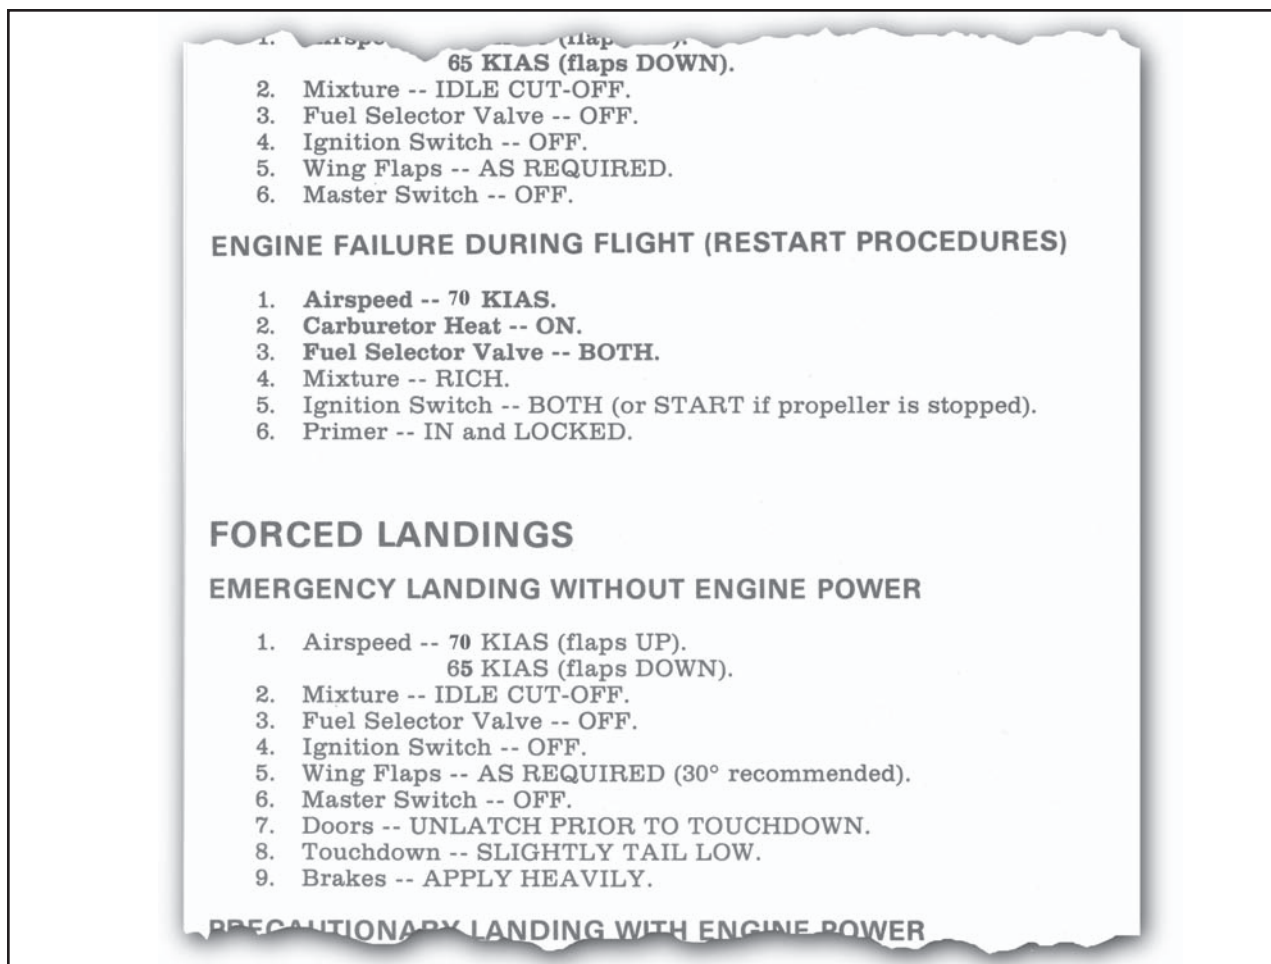 65 KIAS (flaps DOWN).
2. Mixture -- IDLE CUT-OFF.
3. Fuel Selector Valve -- OFF.
4. Ignition Switch -- OFF.
5. Wing Flaps -- AS REQUIRED.
6. Master Switch -- OFF.
ENGINE FAILURE DURING FLIGHT (RESTART PROCEDURES)
1. Airspeed -- 70 KIAS.
2. Carburetor Heat -- ON.
3. Fuel Selector Valve -- BOTH.
4. Mixture -- RICH.
5. Ignition Switch -- BOTH (or START if propeller is stopped).
6. Primer -- IN and LOCKED.
FORCED LANDINGS
EMERGENCY LANDING WITHOUT ENGINE POWER
1. Airspeed -- 70 KIAS (flaps UP).
65 KIAS (flaps DOWN).
2. Mixture -- IDLE CUT-OFF.
3. Fuel Selector Valve -- OFF.
4. Ignition Switch -- OFF.
5. Wing Flaps -- AS REQUIRED (30° recommended).
6. Master Switch -- OFF.
7. Doors -- UNLATCH PRIOR TO TOUCHDOWN.
8. Touchdown -- SLIGHTLY TAIL LOW.
9. Brakes -- APPLY HEAVILY.
PRECAUTIONARY LANDING WITH ENGINE POWER